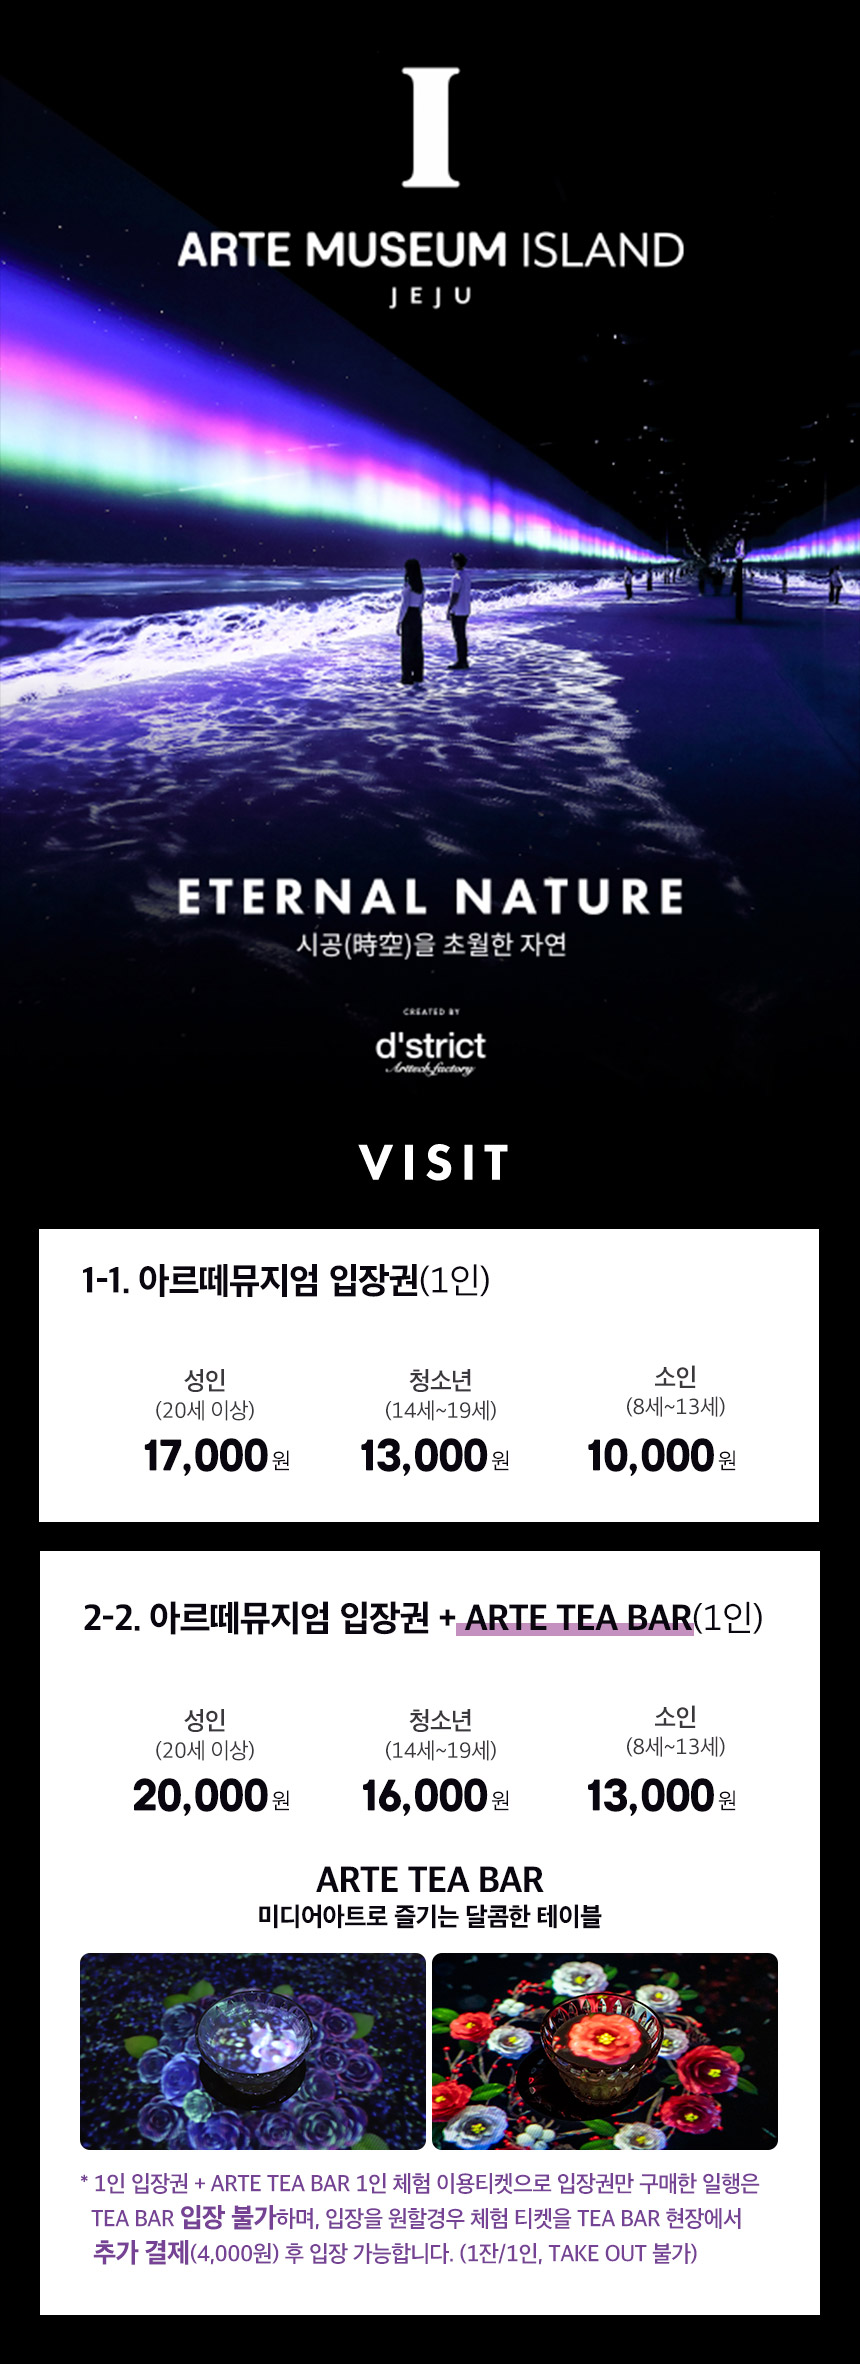 I
ARTE MUSEUM ISLAND
JEJU
ETERNAL NATURE
시공(時空)을 초월한 자연
CREATED BY
d'strict
Arttech factory
VISIT
1-1. 아르떼뮤지엄 입장권(1인)
성인 청소년 소인
(20세 이상) (14세~19세) (8세~13세)
17,000원 13,000원 10,000원
2-2. 아르떼뮤지엄 입장권 + ARTE TEA BAR(1인)
성인 청소년 소인
(20세 이상) (14세~19세) (8세~13세)
20,000원 16,000원 13,000원
ARTE TEA BAR
미디어아트로 즐기는 달콤한 테이블
* 1인 입장권 + ARTE TEA BAR 1인 체험 이용티켓으로 입장권만 구매한 일행은
TEA BAR 입장 불가하며, 입장을 원할경우 체험 티켓을 TEA BAR 현장에서
추가 결제(4,000원) 후 입장 가능합니다. (1잔/1인, TAKE OUT 불가)